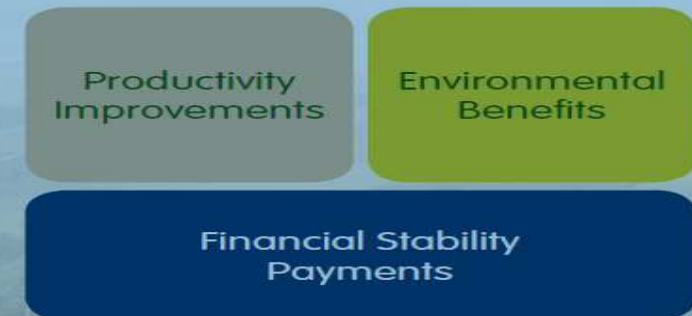 Productivity
Improvements
Environmental
Benefits
Financial Stability
Payments